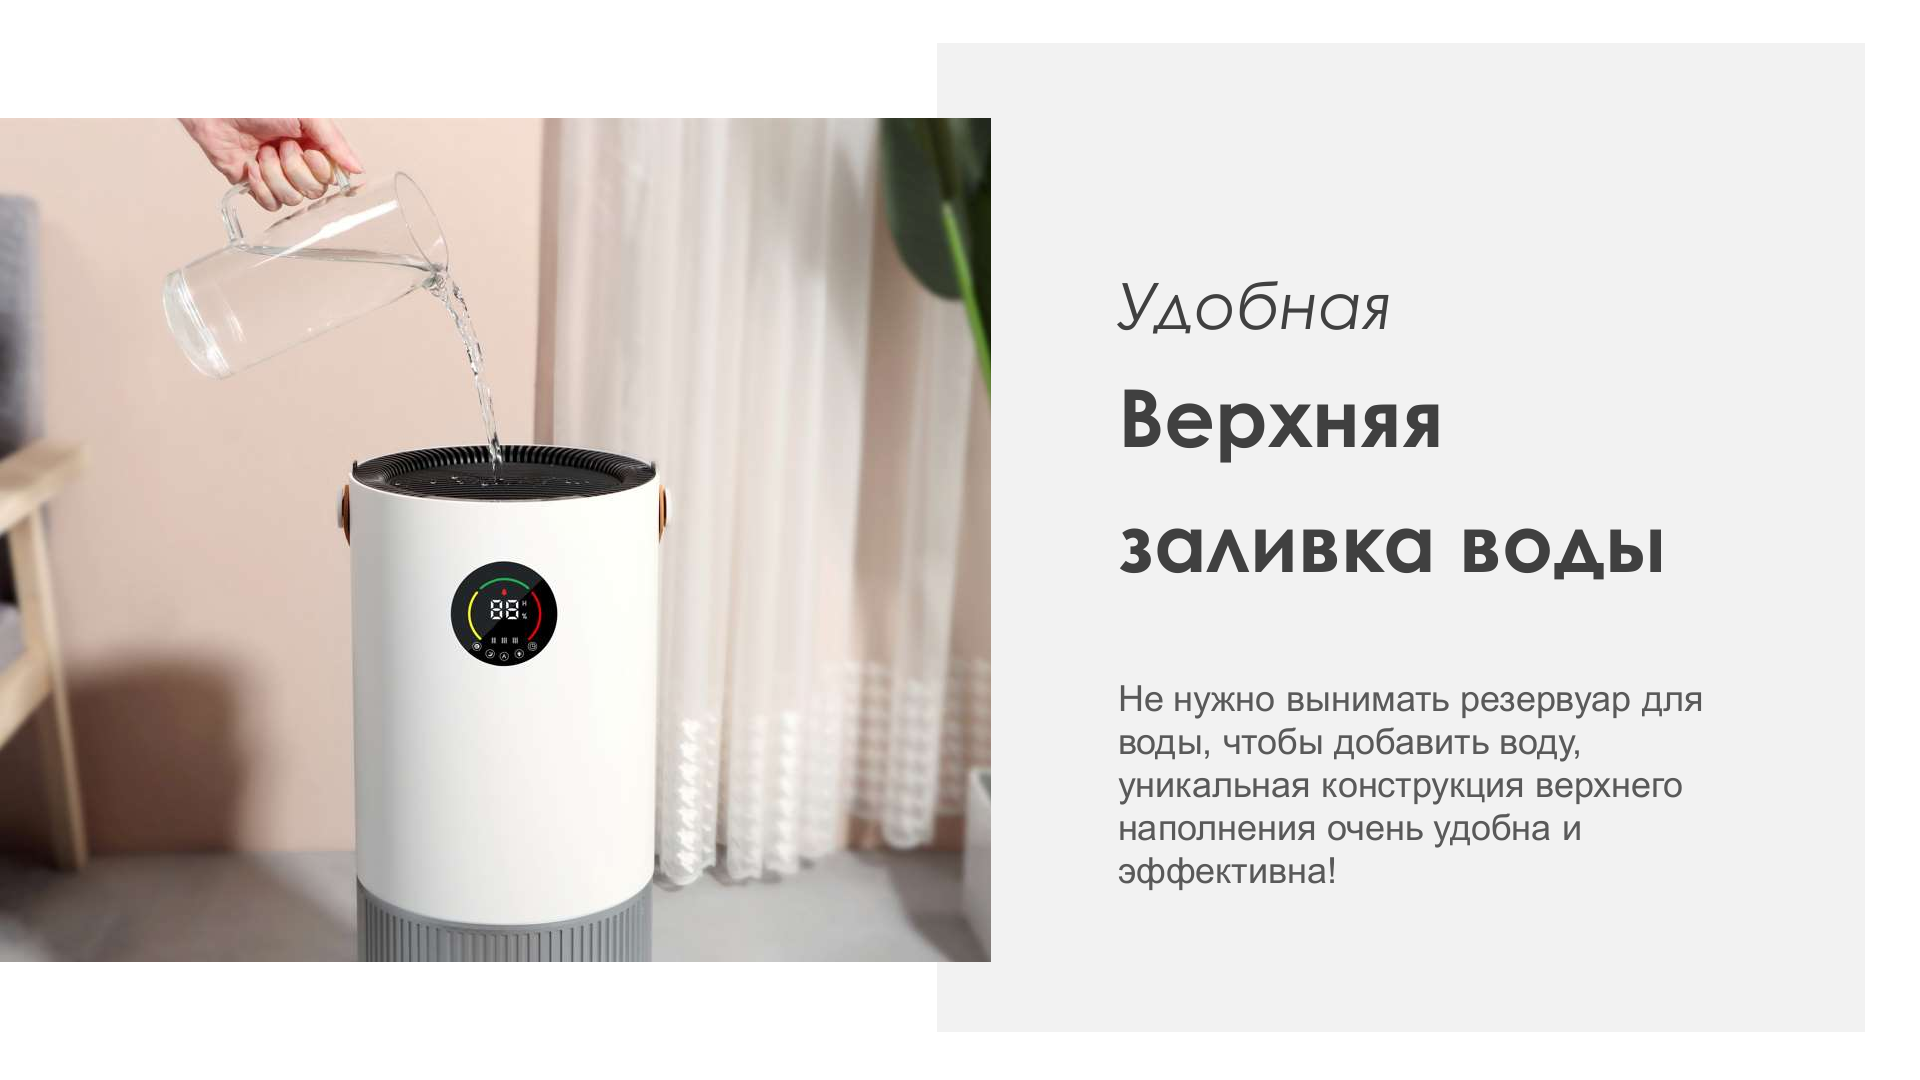 Удобная
Верхняя
заливка воды
Не нужно вынимать резервуар для
воды, чтобы добавить воду,
уникальная конструкция верхнего
наполнения очень удобна и
эффективна!
88
H
%
A